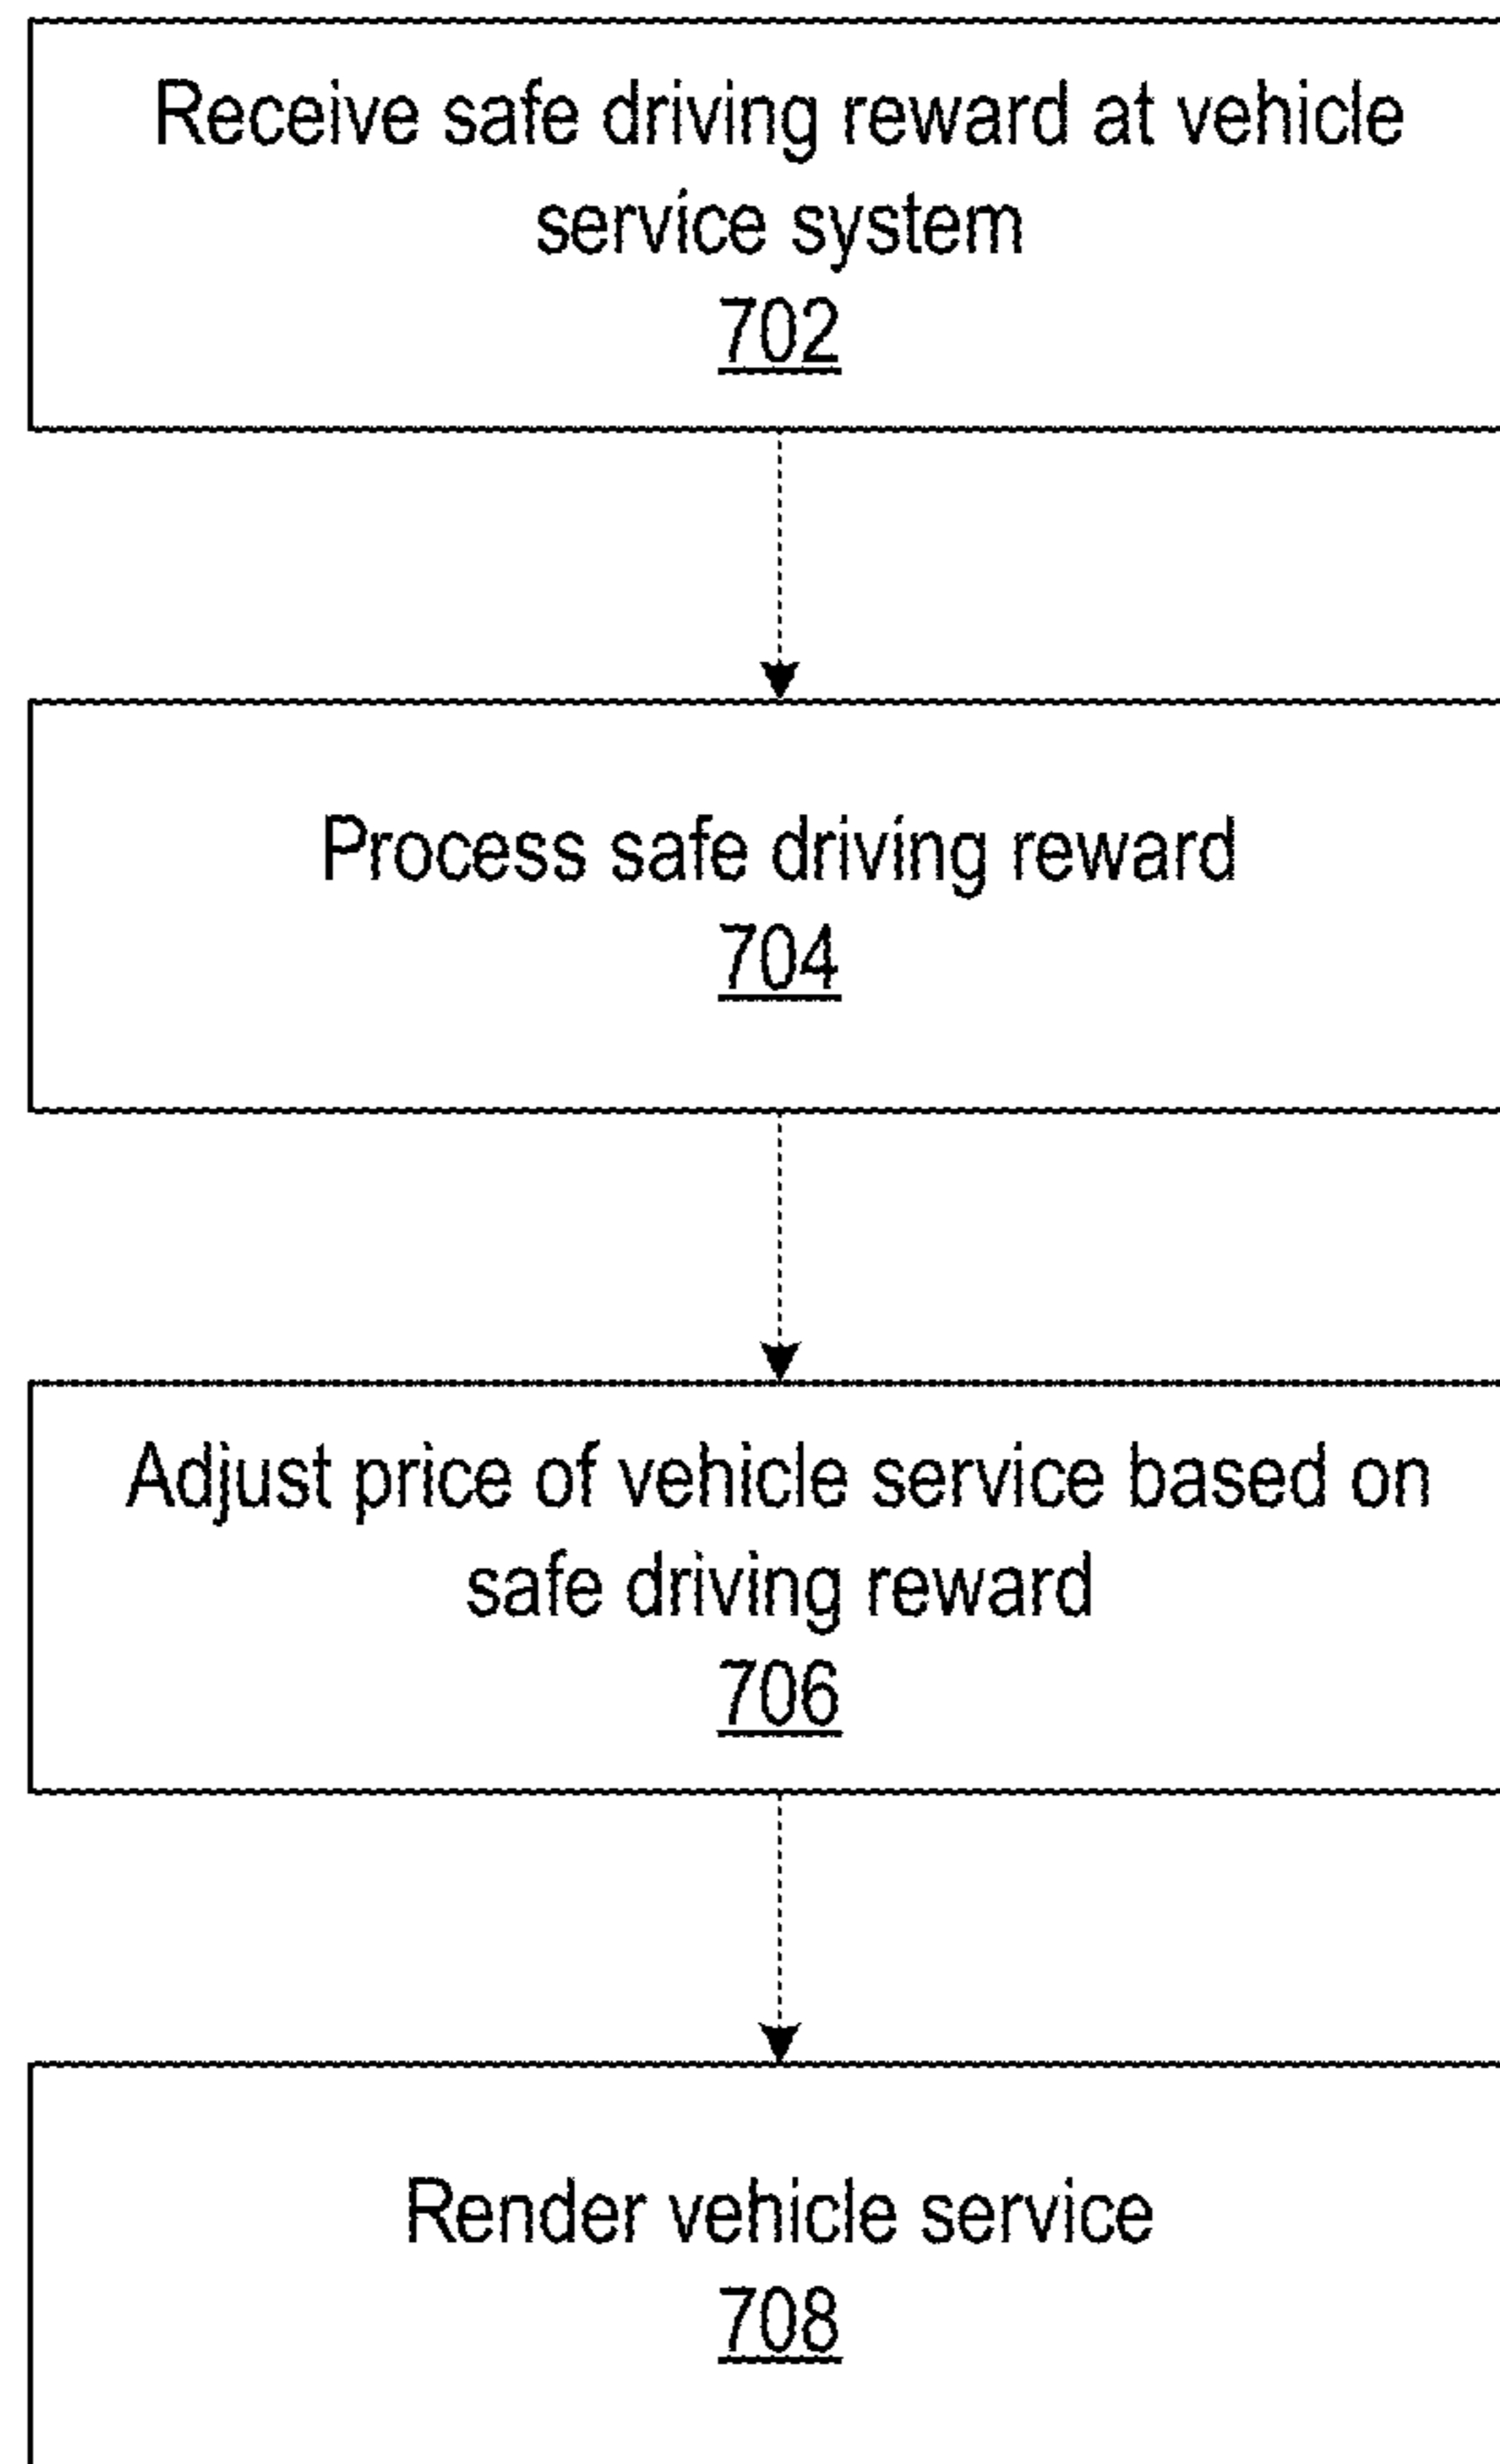 Receive safe driving reward at vehicle
service system
702
Process safe driving reward
704
Adjust price of vehicle service based on
safe driving reward
706
Render vehicle service
708